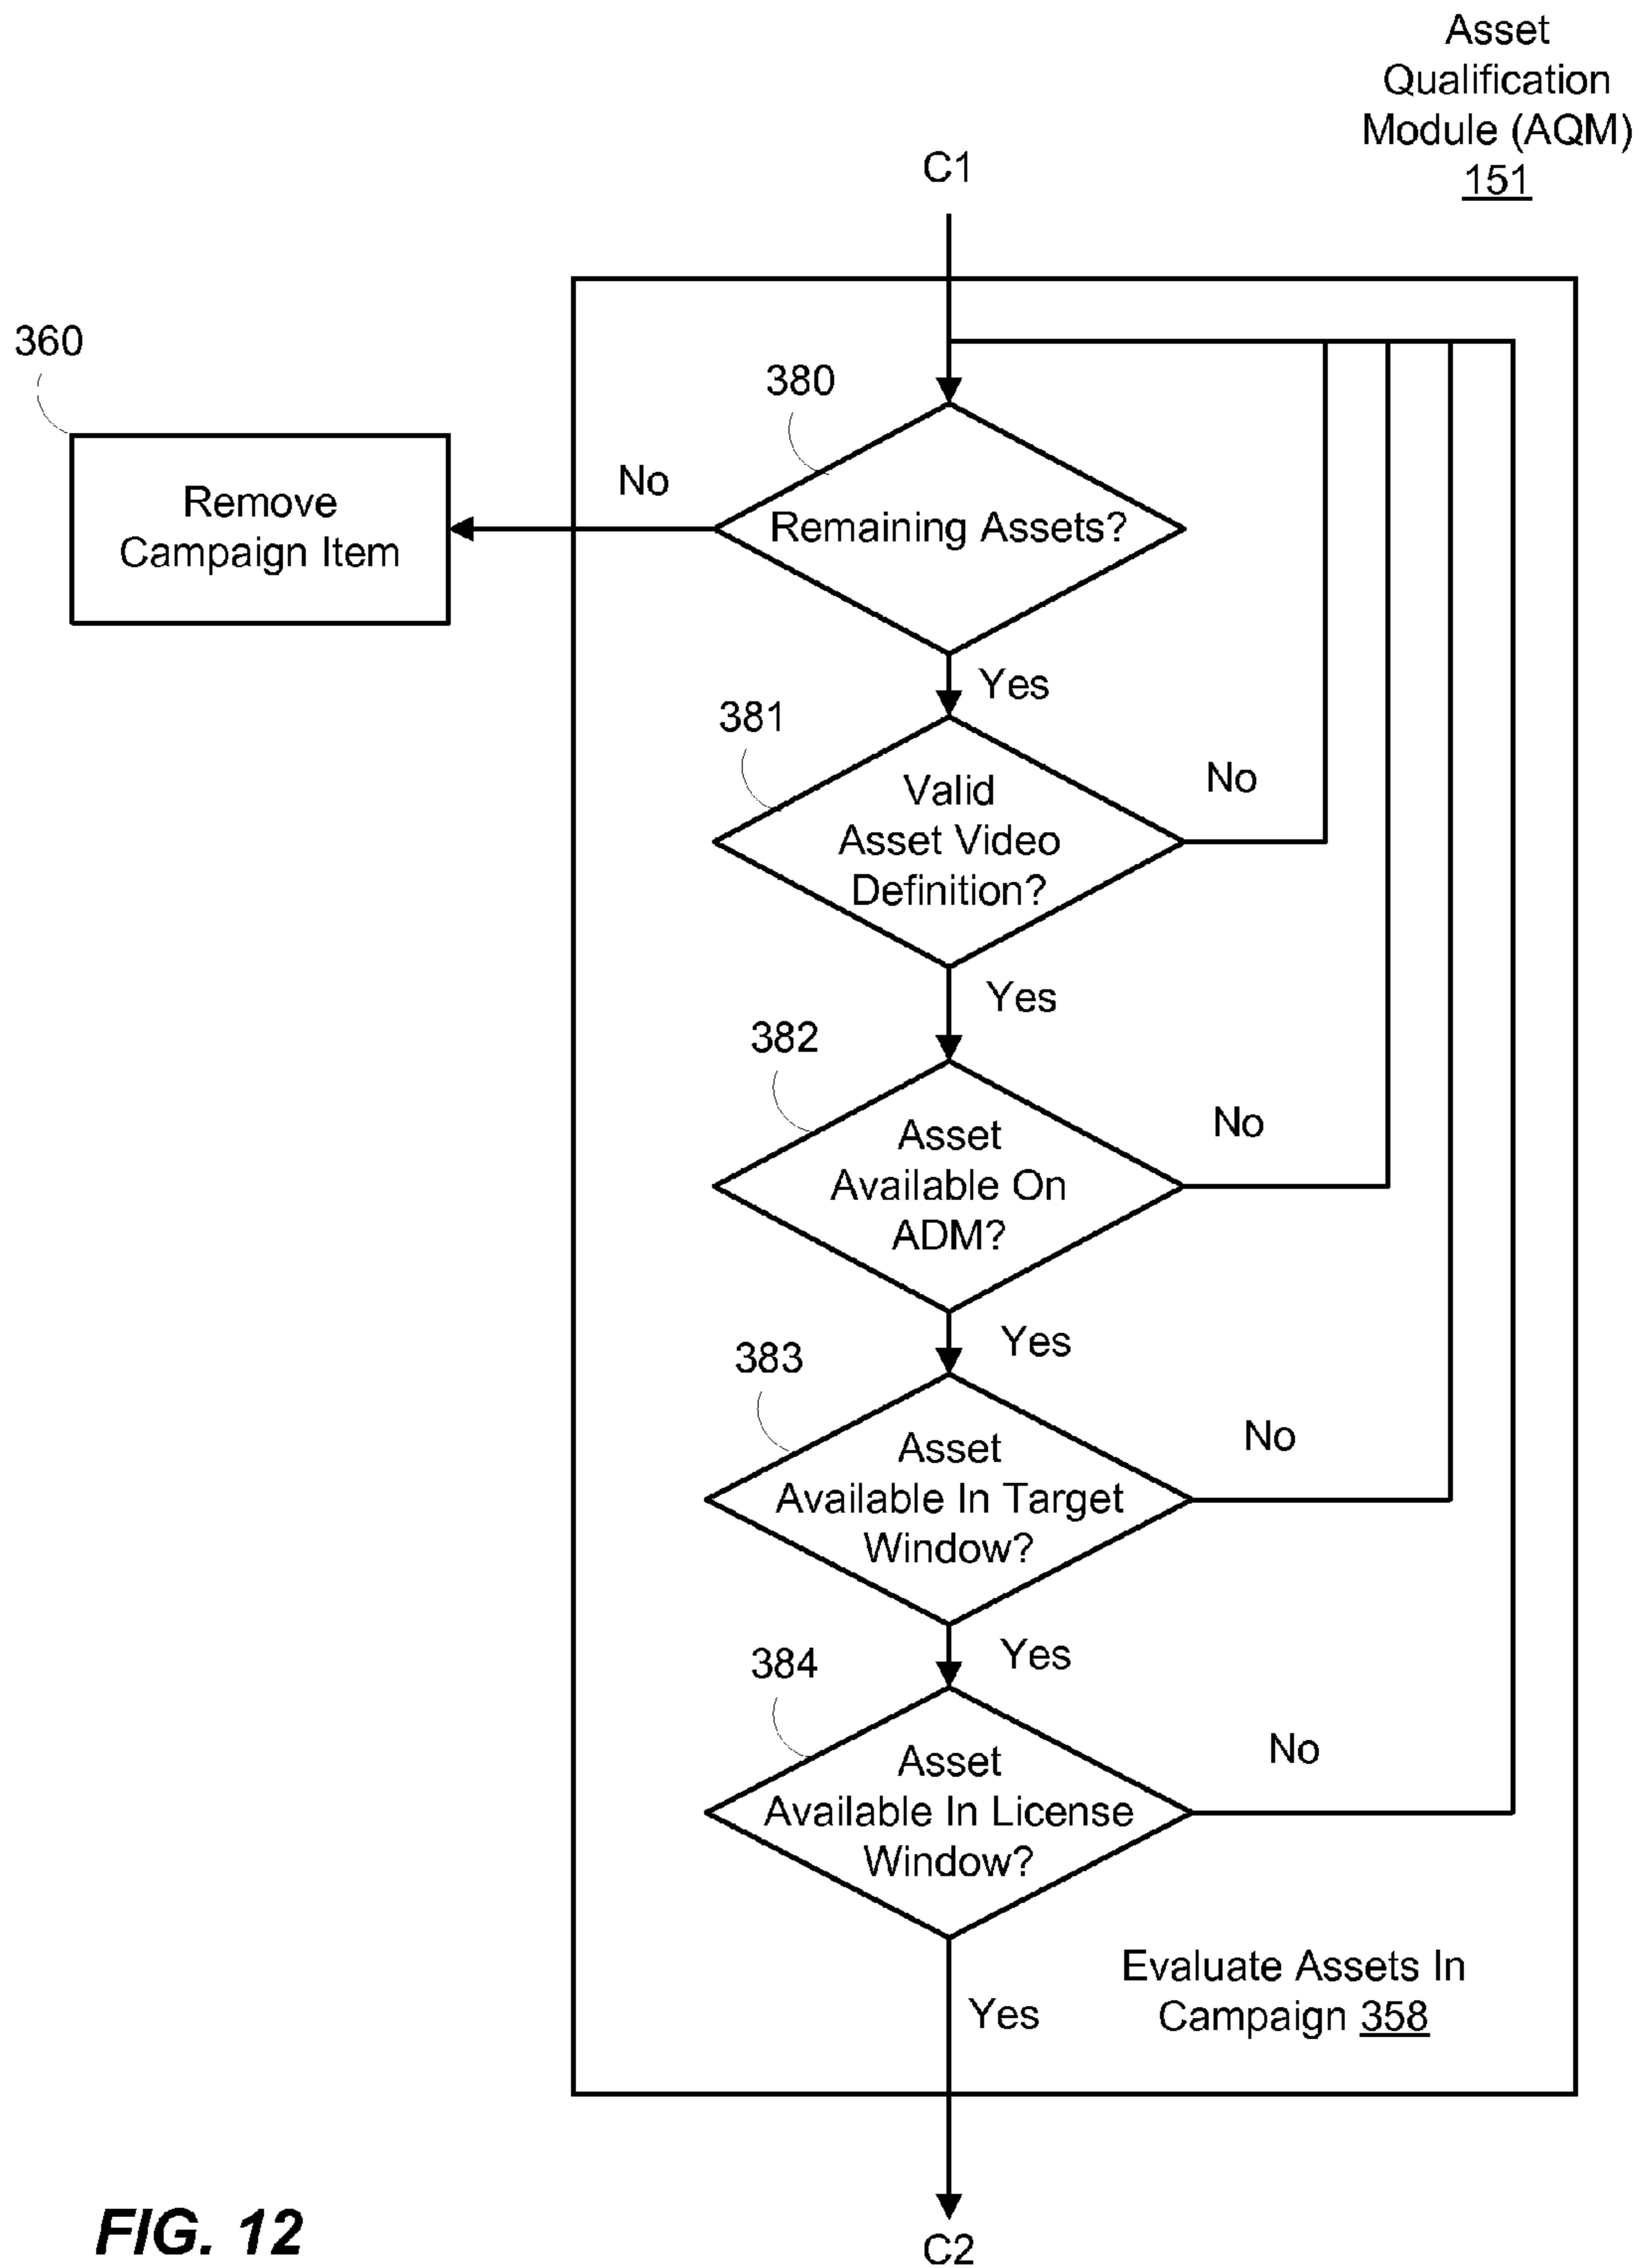 Asset
Qualification
Module (AQM)
151
C1
360
380
No
Remove
Campaign Item
Remaining Assets?
Yes
381
No
Valid
Asset Video
Definition?
Yes
382
No
Asset
Available On
ADM?
Yes
383
No
Asset
Available In Target
Window?
Yes
384
No
Asset
Available In License
Window?
Yes
Evaluate Assets In
Campaign 358
FIG. 12
C2